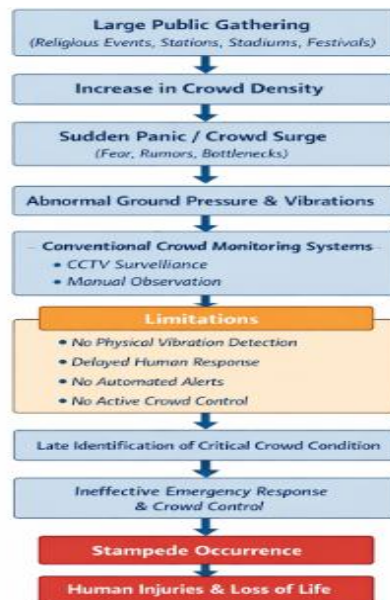 Large Public Gathering
(Religious Events, Stations, Stadiums, Festivals)
Increase in Crowd Density
Sudden Panic / Crowd Surge
(Fear, Rumors, Bottlenecks)
Abnormal Ground Pressure & Vibrations
Conventional Crowd Monitoring Systems
• CCTV Survelliance
• Manual Observation
Limitations
• No Physical Vibration Detection
• Delayed Human Response
• No Automated Alerts
• No Active Crowd Control
Late Identification of Critical Crowd Condition
Ineffective Emergency Response
& Crowd Control
Stampede Occurrence
Human Injuries & Loss of Life